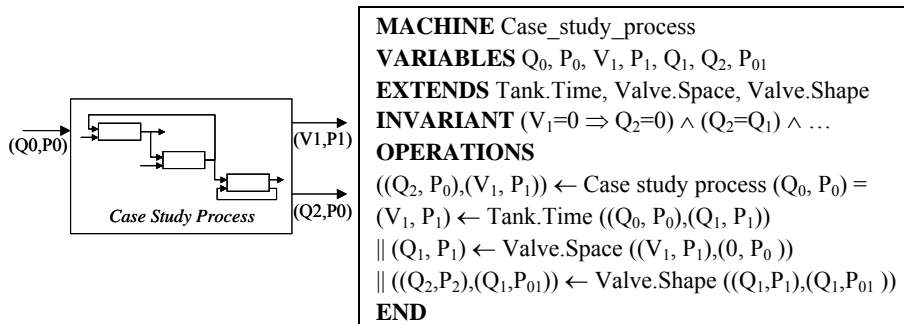 (Q0,P0)
(V1,P1)
(Q2,P0)
Case Study Process
MACHINE Case_study_process
VARIABLES Q₀, P₀, V₁, P₁, Q₁, Q₂, P₀₁
EXTENDS Tank.Time, Valve.Space, Valve.Shape
INVARIANT (V₁=0 ⇒ Q₂=0) ∧ (Q₂=Q₁) ∧ …
OPERATIONS
((Q₂, P₀),(V₁, P₁)) ← Case study process (Q₀, P₀) =
(V₁, P₁) ← Tank.Time ((Q₀, P₀),(Q₁, P₁))
|| (Q₁, P₁) ← Valve.Space ((V₁, P₁),(0, P₀ ))
|| ((Q₂,P₂),(Q₁,P₀₁)) ← Valve.Shape ((Q₁,P₁),(Q₁,P₀₁ ))
END